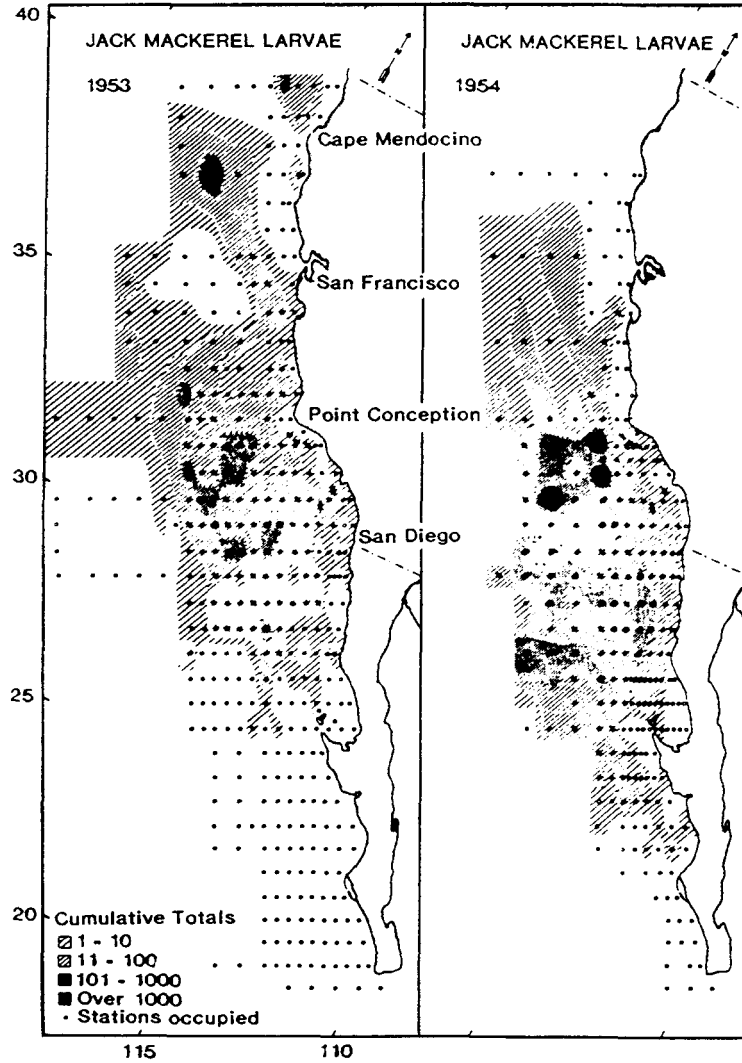 40
JACK MACKEREL LARVAE
1953
Cape Mendocino
35
San Francisco
Point Conception
30
San Diego
25
20
Cumulative Totals
1 - 10
11 - 100
101 - 1000
Over 1000
Stations occupied
115
110
JACK MACKEREL LARVAE
1954